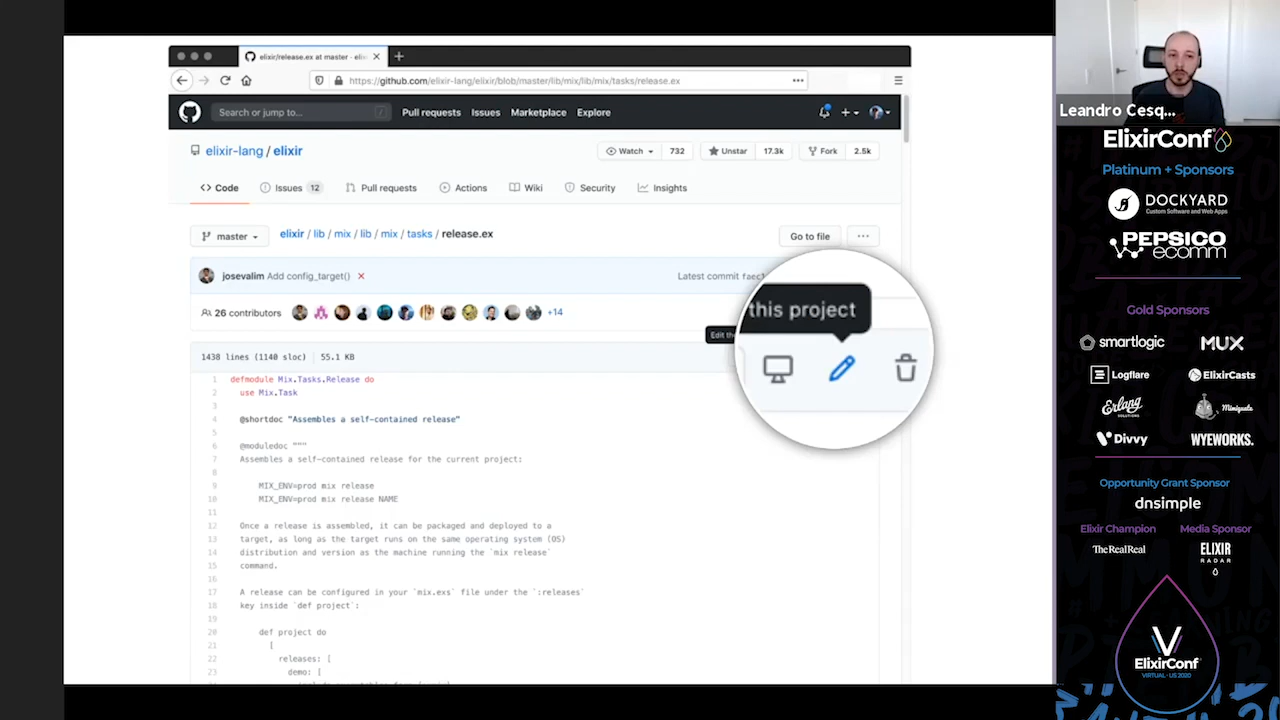 elixir/release.ex at master · eli
https://github.com/elixir-lang/elixir/blob/master/lib/mix/lib/mix/tasks/release.ex
Search or jump to...
/
Pull requests
Issues
Marketplace
Explore
elixir-lang / elixir
Watch
732
Unstar
17.3k
Fork
2.5k
Code
Issues 12
Pull requests
Actions
Wiki
Security
Insights
master
elixir / lib / mix / lib / mix / tasks / release.ex
Go to file
josevalim Add config_target()
Latest commit faec1
26 contributors
+14
this project
Edit th
1438 lines (1140 sloc) | 55.1 KB
1 defmodule Mix.Tasks.Release do
2 use Mix.Task
3
4 @shortdoc "Assembles a self-contained release"
5
6 @moduledoc """
7 Assembles a self-contained release for the current project:
8
9 MIX_ENV=prod mix release
10 MIX_ENV=prod mix release NAME
11
12 Once a release is assembled, it can be packaged and deployed to a
13 target, as long as the target runs on the same operating system (OS)
14 distribution and version as the machine running the `mix release`
15 command.
16
17 A release can be configured in your `mix.exs` file under the `:releases`
18 key inside `def project`:
19
20 def project do
21 [
22 releases: [
23 demo: [
Leandro Cesq...
ElixirConf
Platinum + Sponsors
DOCKYARD
Custom Software and Web Apps
PEPSICO
ecomm
Gold Sponsors
smartlogic
MUX
Logflare
ElixirCasts
Erlang
SOLUTIONS
Miniquate
Divvy
WYEWORKS.
Opportunity Grant Sponsor
dnsimple
Elixir Champion
Media Sponsor
The RealReal
ELIXIR
RADAR
ElixirConf
VIRTUAL · US 2020